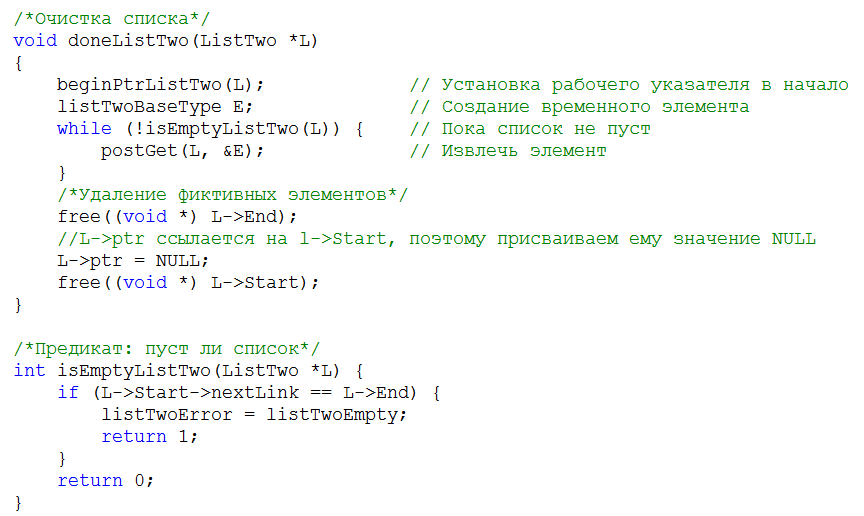 /*Очистка списка*/
void doneListTwo(ListTwo *L)
{
    beginPtrListTwo(L);             // Установка рабочего указателя в начало
    listTwoBaseType E;              // Создание временного элемента
    while (!isEmptyListTwo(L)) {    // Пока список не пуст
        postGet(L, &E);             // Извлечь элемент
    }
    /*Удаление фиктивных элементов*/
    free((void *) L->End);
    //L->ptr ссылается на l->Start, поэтому присваиваем ему значение NULL
    L->ptr = NULL;
    free((void *) L->Start);
}

/*Предикат: пуст ли список*/
int isEmptyListTwo(ListTwo *L) {
    if (L->Start->nextLink == L->End) {
        listTwoError = listTwoEmpty;
        return 1;
    }
    return 0;
}